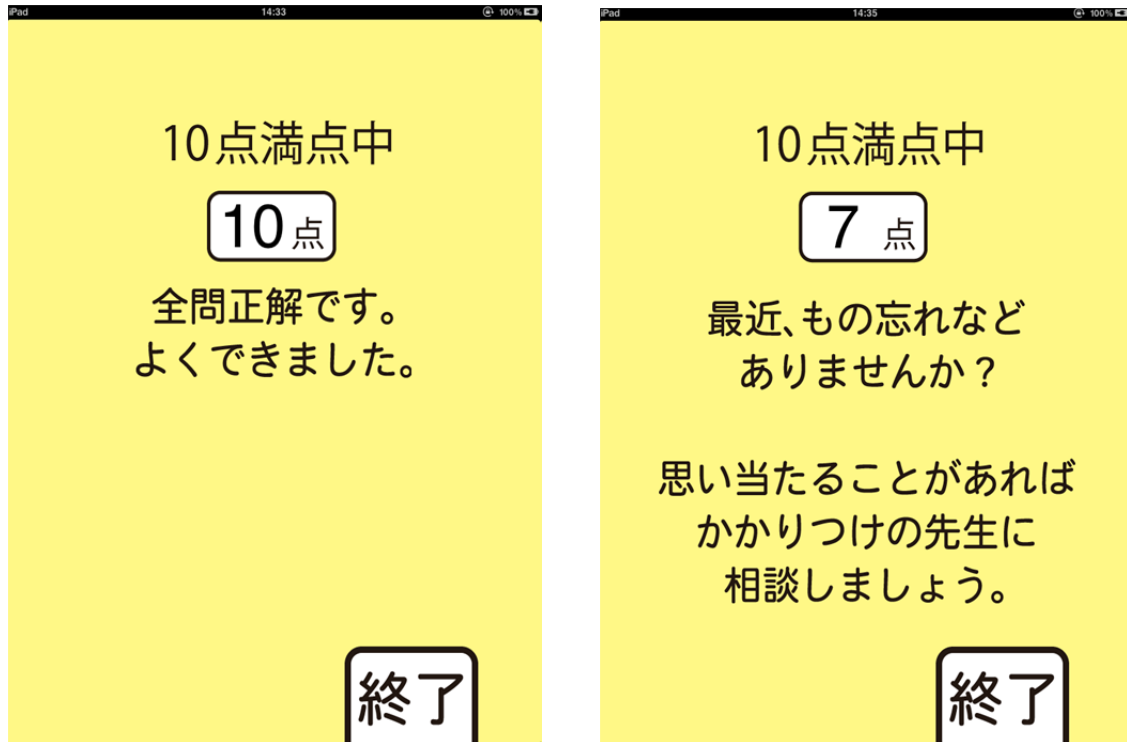 iPad 14:33 100%
10点満点中
10点
全問正解です。
よくできました。
終了
iPad 14:35 100%
10点満点中
7 点
最近、もの忘れなど
ありませんか？
思い当たることがあれば
かかりつけの先生に
相談しましょう。
終了